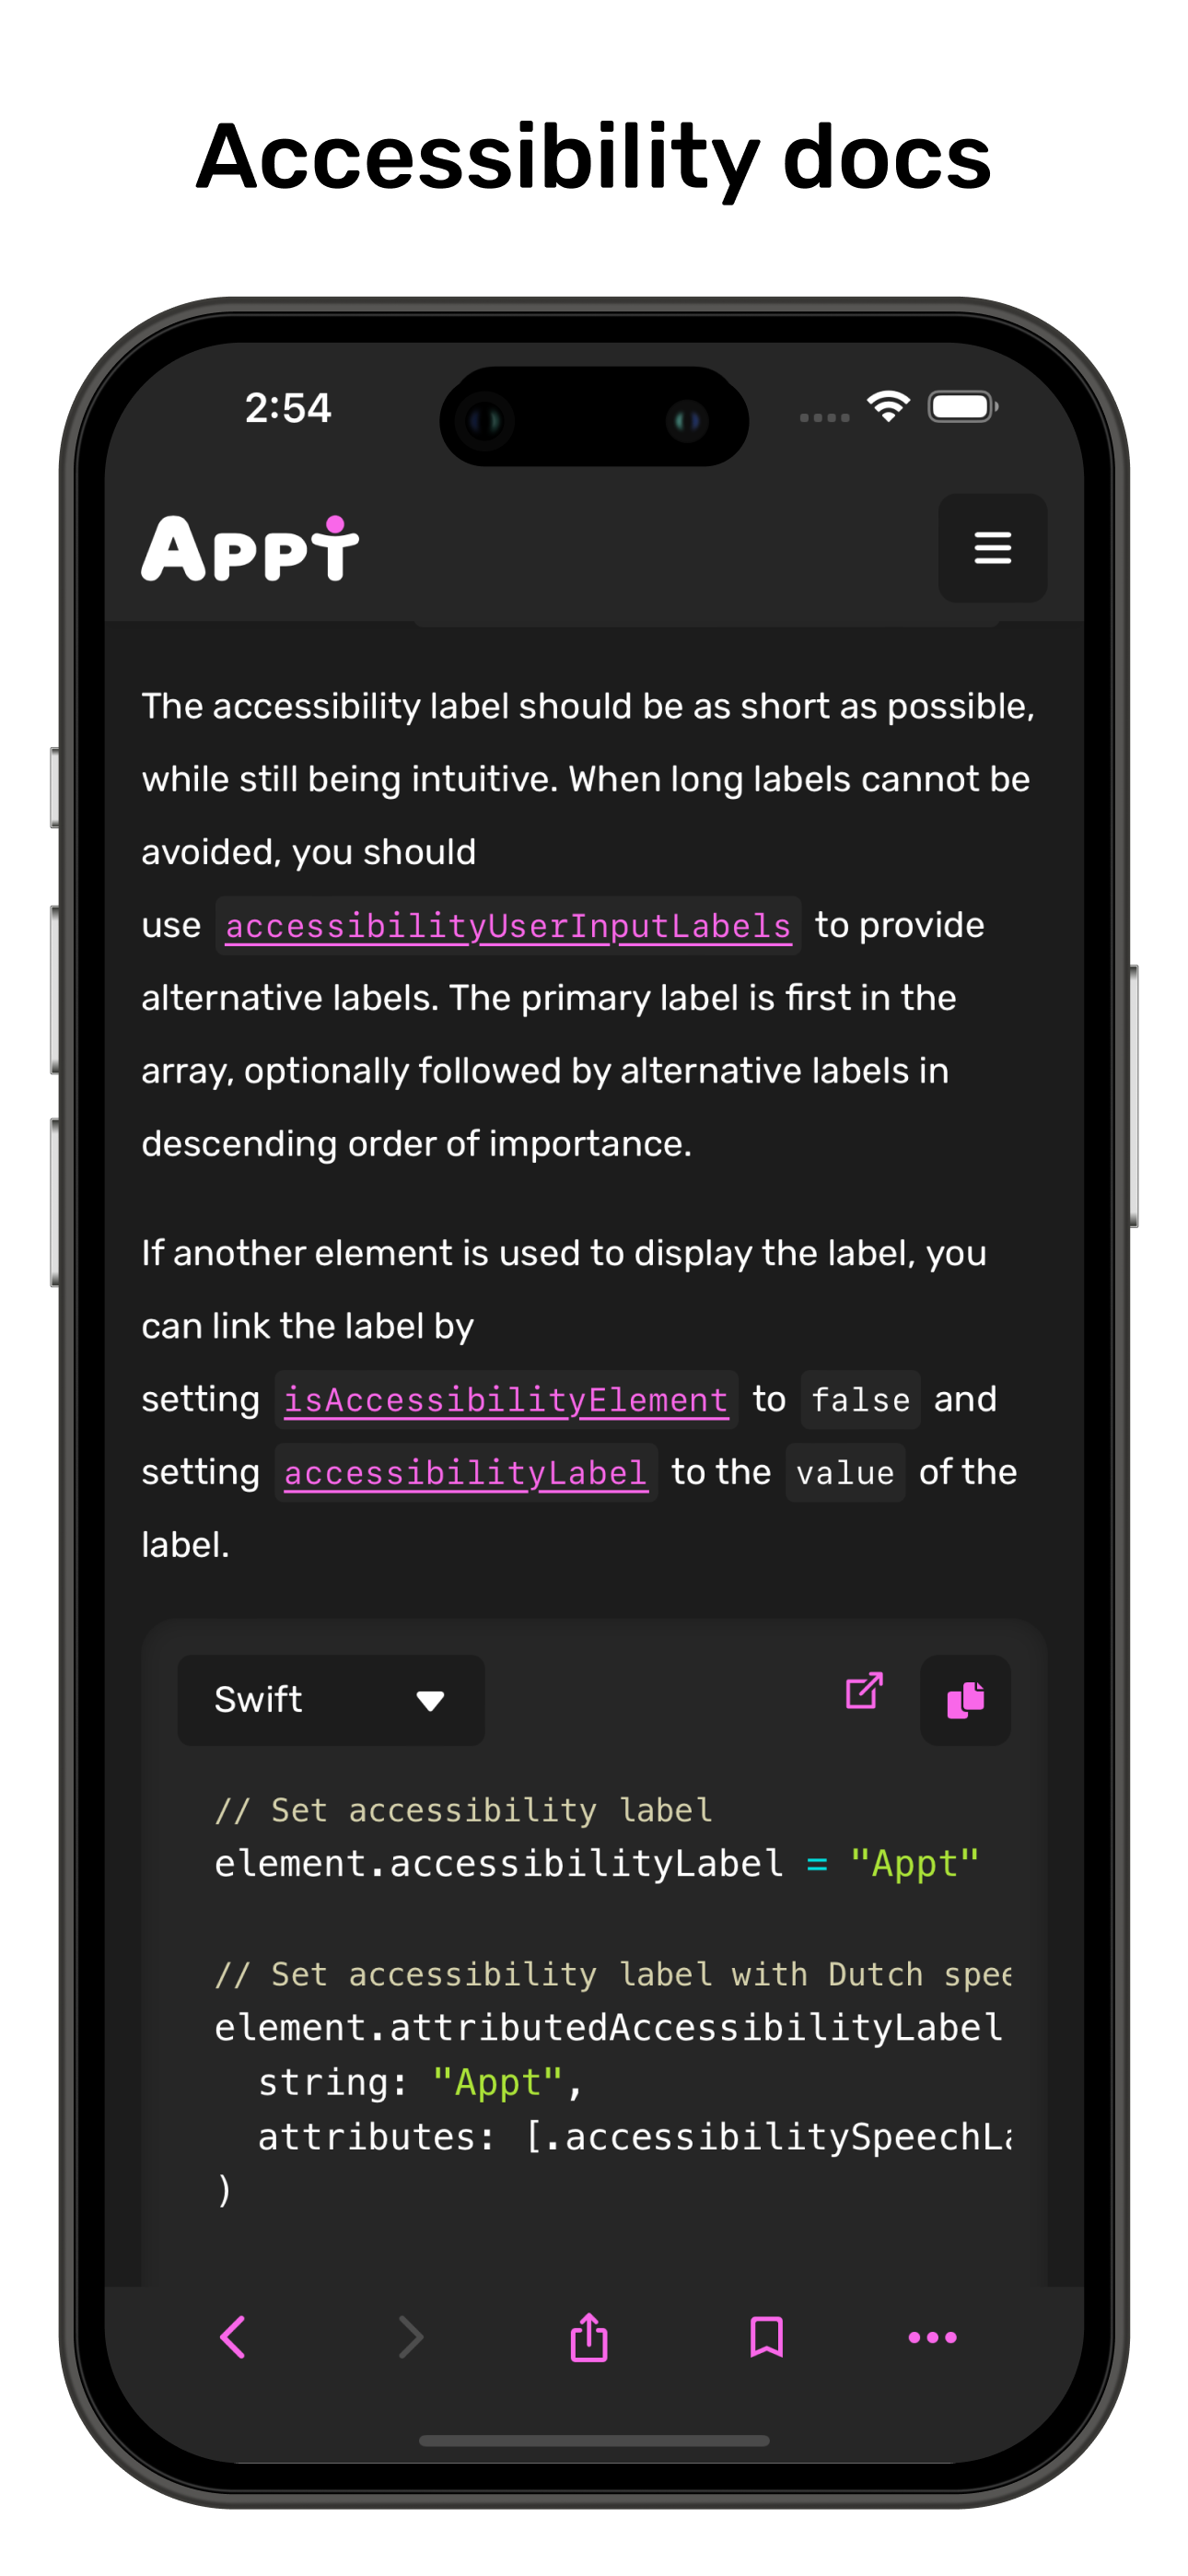 Accessibility docs
2:54
Appt
The accessibility label should be as short as possible,
while still being intuitive. When long labels cannot be
avoided, you should
use accessibilityUserInputLabels to provide
alternative labels. The primary label is first in the
array, optionally followed by alternative labels in
descending order of importance.
If another element is used to display the label, you
can link the label by
setting isAccessibilityElement to false and
setting accessibilityLabel to the value of the
label.
Swift
// Set accessibility label
element.accessibilityLabel = "Appt"
// Set accessibility label with Dutch spee
element.attributedAccessibilityLabel
string: "Appt",
attributes: [.accessibilitySpeechLa
)